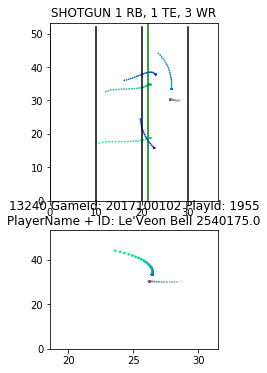 SHOTGUN 1 RB, 1 TE, 3 WR
50
40
30
20
10
0
0 10 20 30
13240.GameId: 2017100102 PlayId: 1955
PlayerName + ID: Le'Veon Bell 2540175.0
40
20
0
20 25 30